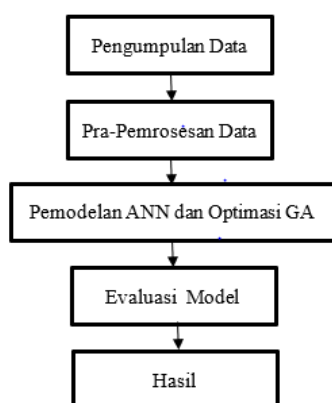 Pengumpulan Data
Pra-Pemrosesan Data
Pemodelan ANN dan Optimasi GA
Evaluasi Model
Hasil